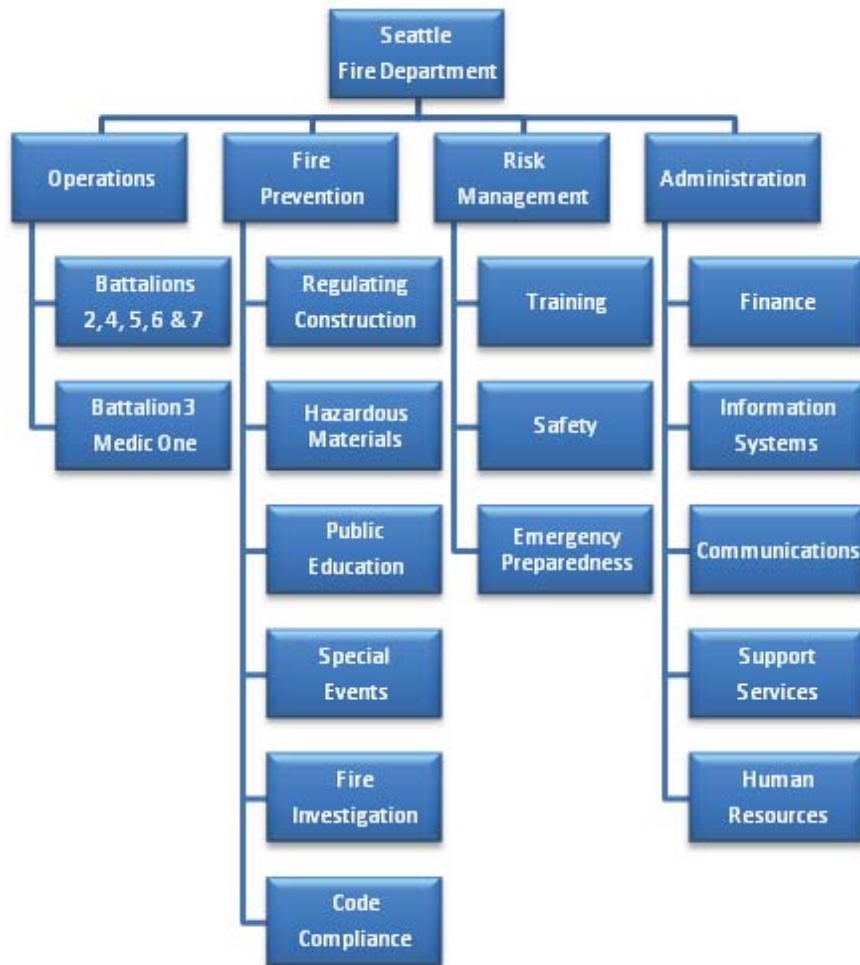 Seattle
Fire Department
Operations
Fire
Prevention
Risk
Management
Administration
Battalions
2, 4, 5, 6 & 7
Battalion 3
Medic One
Regulating
Construction
Hazardous
Materials
Public
Education
Special
Events
Fire
Investigation
Code
Compliance
Training
Safety
Emergency
Preparedness
Finance
Information
Systems
Communications
Support
Services
Human
Resources